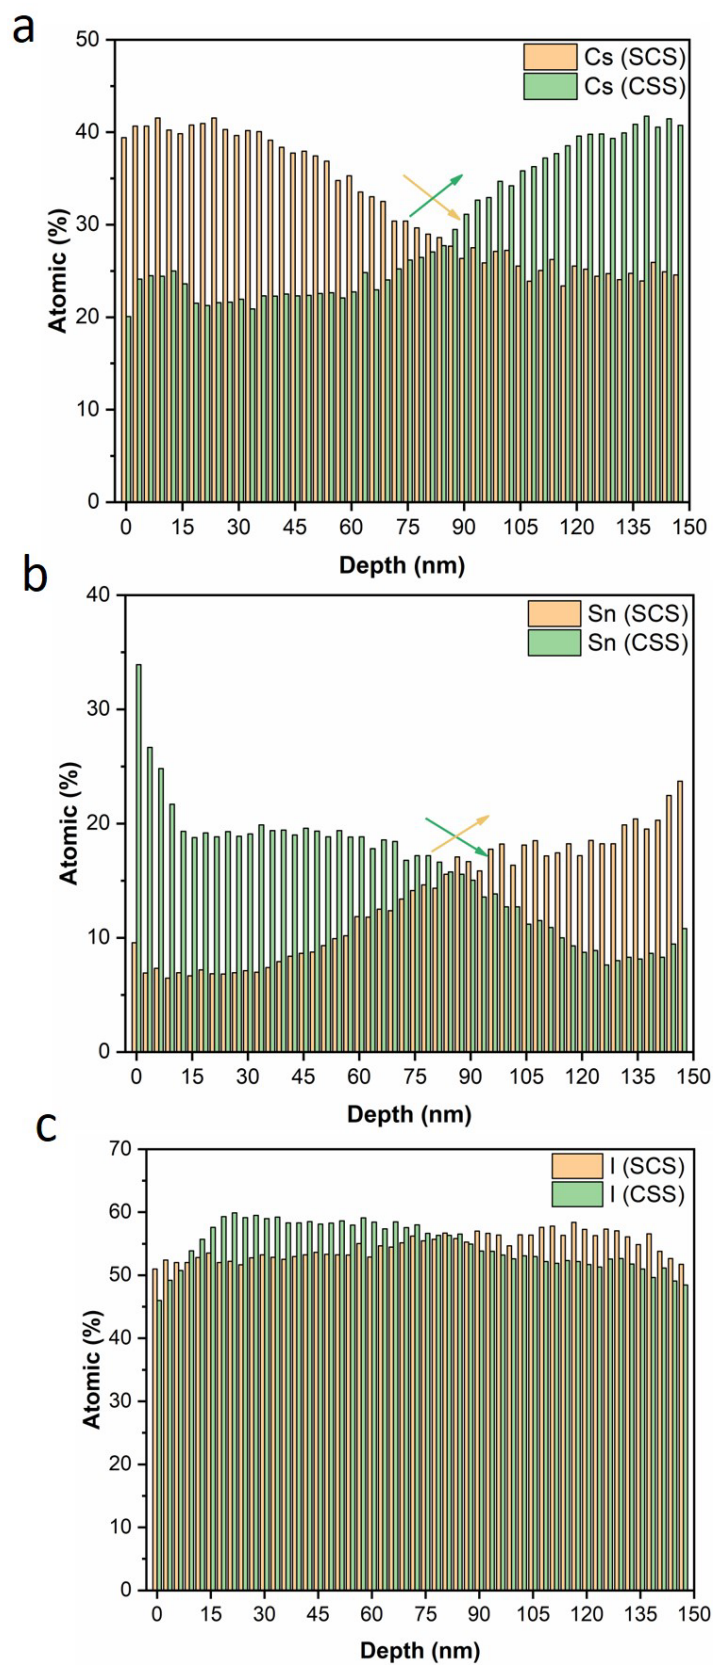 a
50
40
30
20
10
0
Atomic (%)
Cs (SCS)
Cs (CSS)
0 15 30 45 60 75 90 105 120 135 150
Depth (nm)
b
40
30
20
10
0
Atomic (%)
Sn (SCS)
Sn (CSS)
0 15 30 45 60 75 90 105 120 135 150
Depth (nm)
c
70
60
50
40
30
20
10
0
Atomic (%)
I (SCS)
I (CSS)
0 15 30 45 60 75 90 105 120 135 150
Depth (nm)